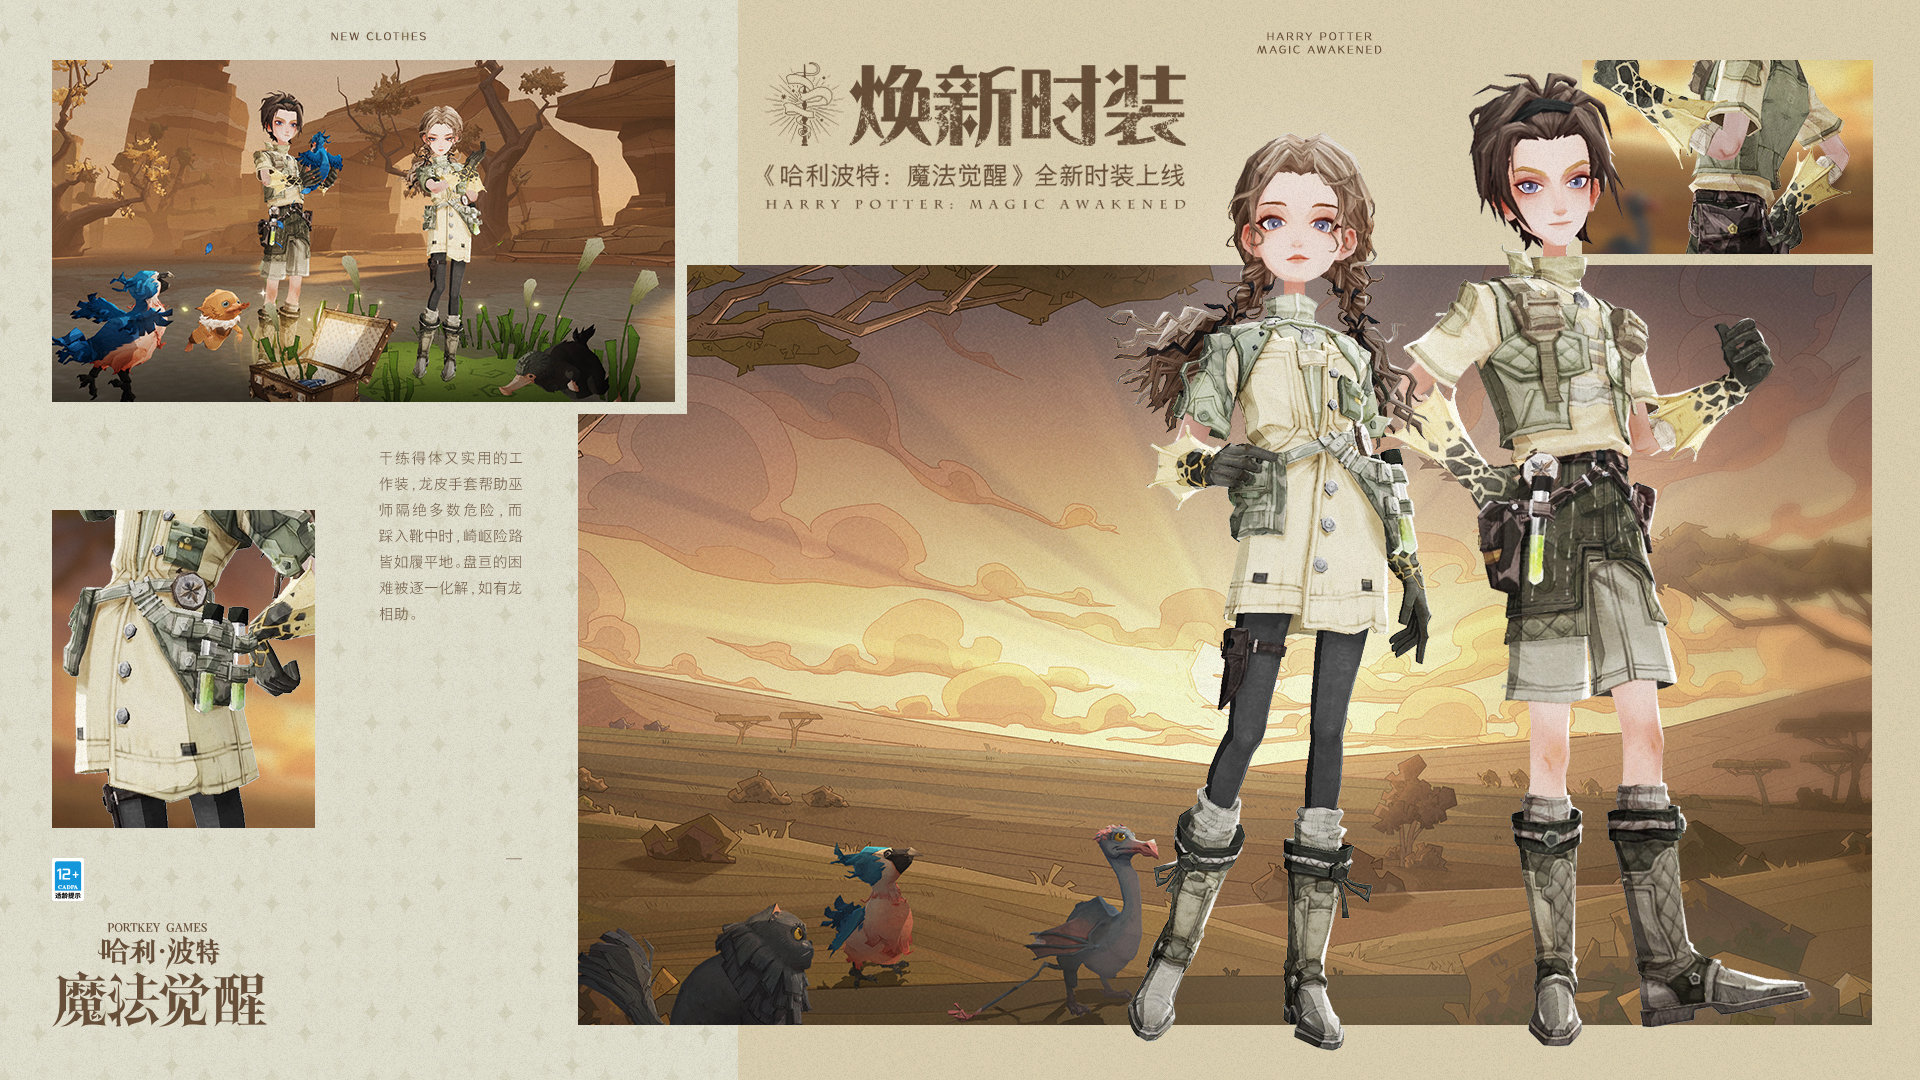 NEW CLOTHES
HARRY POTTER
MAGIC AWAKENED
焕新时装
《哈利波特：魔法觉醒》全新时装上线
HARRY POTTER: MAGIC AWAKENED
干练得体又实用的工
作装，龙皮手套帮助巫
师隔绝多数危险，而
踩入靴中时，崎岖险路
皆如履平地。盘亘的困
难被逐一化解，如有龙
相助。
12+
CADPA
适龄提示
PORTKEY GAMES
哈利·波特
魔法觉醒